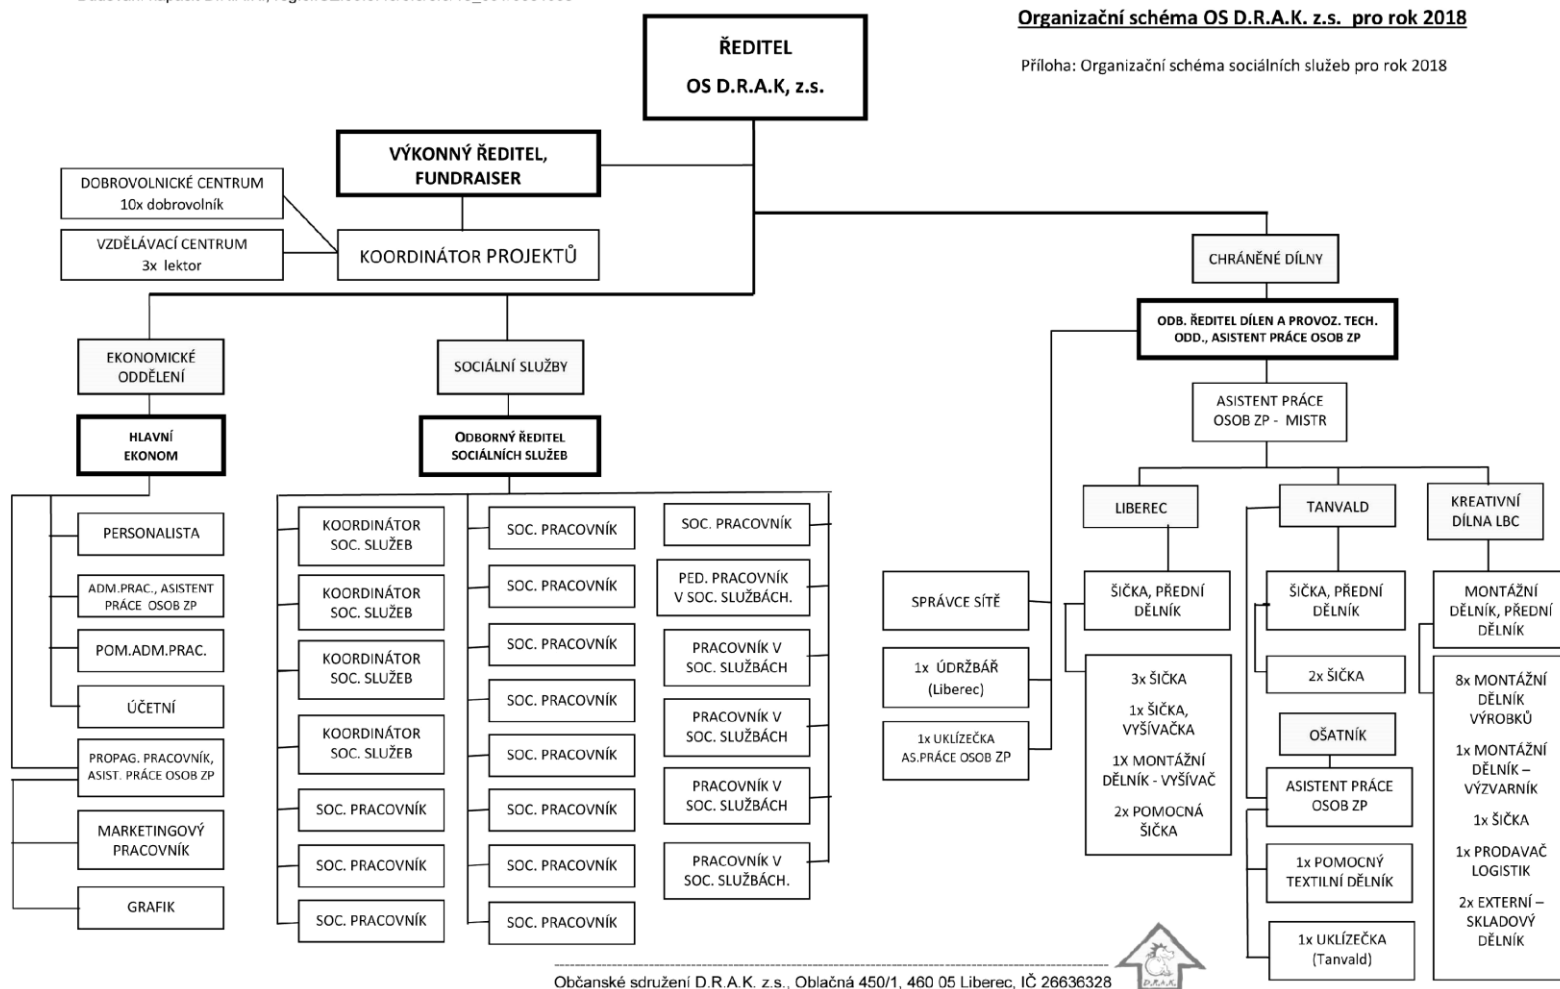 Organizační schéma OS D.R.A.K. z.s. pro rok 2018
Příloha: Organizační schéma sociálních služeb pro rok 2018
ŘEDITEL
OS D.R.A.K, z.s.
VÝKONNÝ ŘEDITEL,
FUNDRAISER
DOBROVOLNICKÉ CENTRUM
10x dobrovolník
VZDĚLÁVACÍ CENTRUM
3x lektor
KOORDINÁTOR PROJEKTŮ
EKONOMICKÉ
ODDĚLENÍ
HLAVNÍ
EKONOM
PERSONALISTA
ADM.PRAC., ASISTENT
PRÁCE OSOB ZP
POM.ADM.PRAC.
ÚČETNÍ
PROPAG. PRACOVNÍK,
ASIST. PRÁCE OSOB ZP
MARKETINGOVÝ
PRACOVNÍK
GRAFIK
SOCIÁLNÍ SLUŽBY
ODBORNÝ ŘEDITEL
SOCIÁLNÍCH SLUŽEB
KOORDINÁTOR
SOC. SLUŽEB
KOORDINÁTOR
SOC. SLUŽEB
KOORDINÁTOR
SOC. SLUŽEB
KOORDINÁTOR
SOC. SLUŽEB
SOC. PRACOVNÍK
SOC. PRACOVNÍK
SOC. PRACOVNÍK
SOC. PRACOVNÍK
SOC. PRACOVNÍK
SOC. PRACOVNÍK
SOC. PRACOVNÍK
SOC. PRACOVNÍK
SOC. PRACOVNÍK
SOC. PRACOVNÍK
SOC. PRACOVNÍK
SOC. PRACOVNÍK
PED. PRACOVNÍK
V SOC. SLUŽBÁCH.
PRACOVNÍK V
SOC. SLUŽBÁCH
PRACOVNÍK V
SOC. SLUŽBÁCH
PRACOVNÍK V
SOC. SLUŽBÁCH
PRACOVNÍK V
SOC. SLUŽBÁCH.
CHRÁNĚNÉ DÍLNY
ODB. ŘEDITEL DÍLEN A PROVOZ. TECH.
ODD., ASISTENT PRÁCE OSOB ZP
ASISTENT PRÁCE
OSOB ZP - MISTR
SPRÁVCE SÍTĚ
1x ÚDRŽBÁŘ
(Liberec)
1x UKLÍZEČKA
AS.PRÁCE OSOB ZP
LIBEREC
ŠIČKA, PŘEDNÍ
DĚLNÍK
3x ŠIČKA
1x ŠIČKA,
VYŠÍVAČKA
1X MONTÁŽNÍ
DĚLNÍK - VYŠÍVAČ
2x POMOCNÁ
ŠIČKA
TANVALD
ŠIČKA, PŘEDNÍ
DĚLNÍK
2x ŠIČKA
OŠATNÍK
ASISTENT PRÁCE
OSOB ZP
1x POMOCNÝ
TEXTILNÍ DĚLNÍK
1x UKLÍZEČKA
(Tanvald)
KREATIVNÍ
DÍLNA LBC
MONTÁŽNÍ
DĚLNÍK, PŘEDNÍ
DĚLNÍK
8x MONTÁŽNÍ
DĚLNÍK
VÝROBKŮ
1x MONTÁŽNÍ
DĚLNÍK –
VÝZVARNÍK
1x ŠIČKA
1x PRODAVAČ
LOGISTIK
2x EXTERNÍ –
SKLADOVÝ
DĚLNÍK
Občanské sdružení D.R.A.K. z.s., Oblačná 450/1, 460 05 Liberec, IČ 26636328
D.R.A.K.